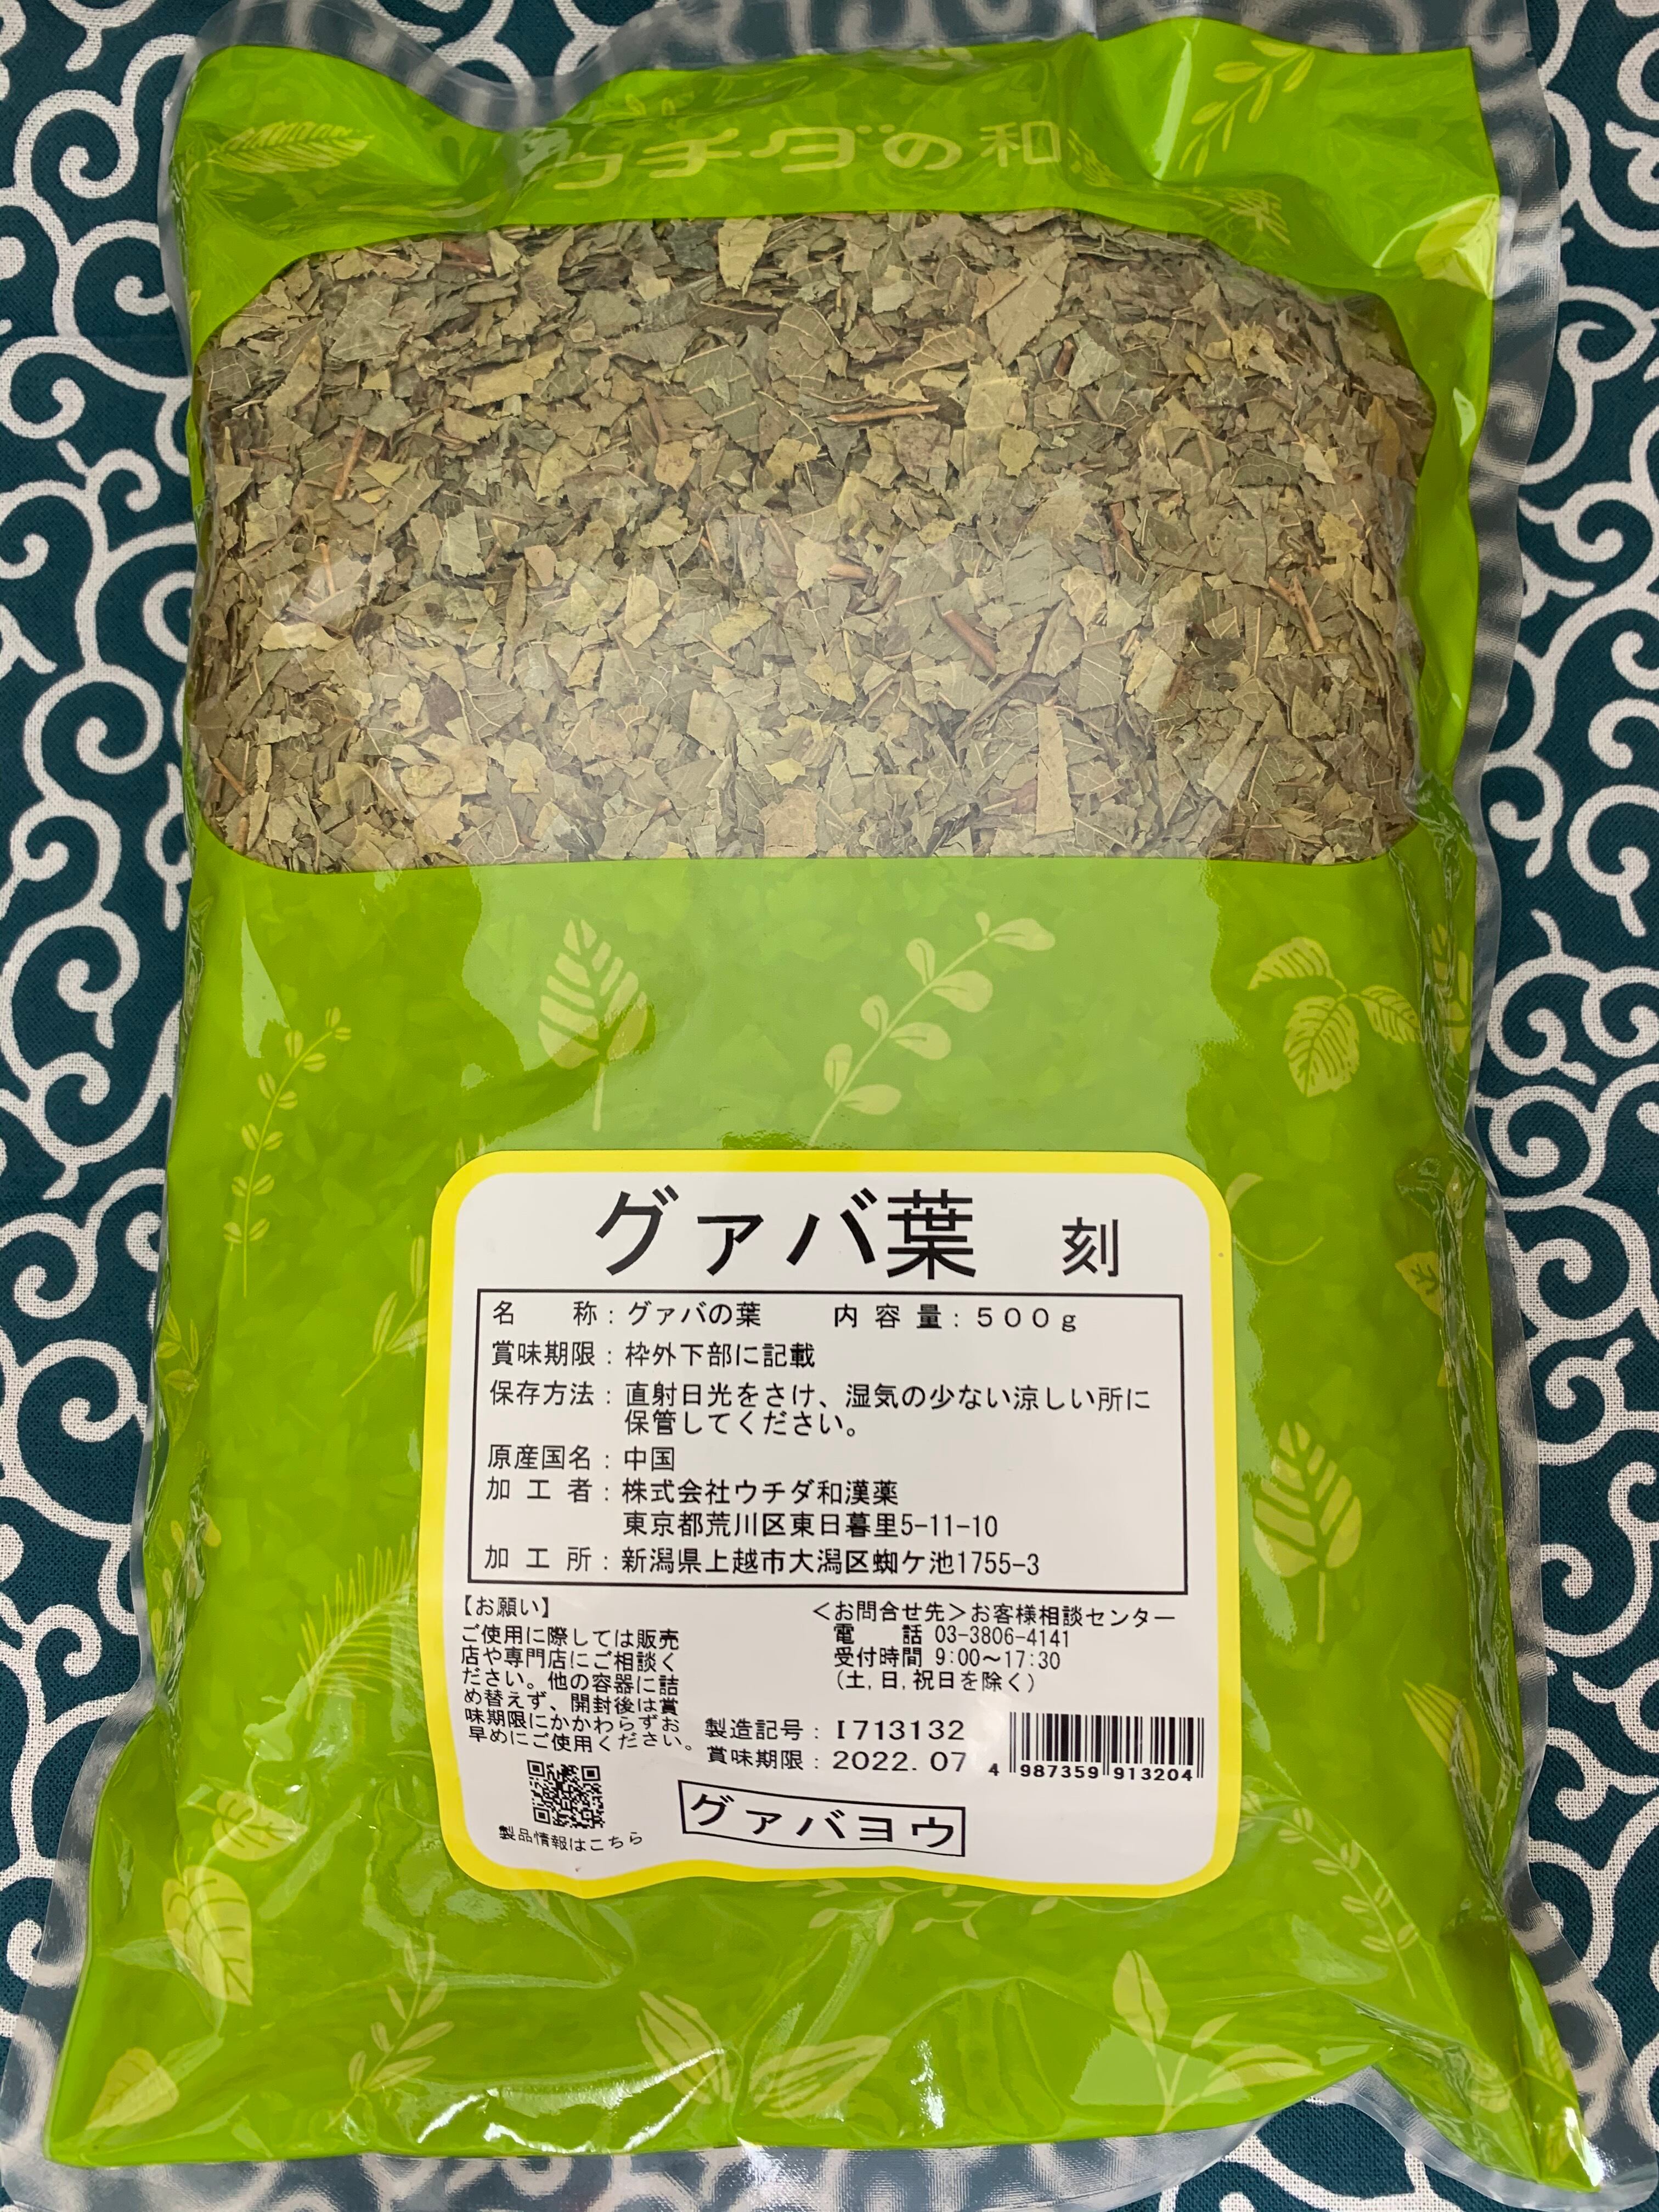 ウチダの和
グァバ葉 刻
名 称:グァバの葉 内容量:500g
賞味期限:枠外下部に記載
保存方法:直射日光をさけ、湿気の少ない涼しい所に
保管してください。
原産国名:中国
加工者:株式会社ウチダ和漢薬
東京都荒川区東日暮里5-11-10
加工所:新潟県上越市大潟区蜘ケ池1755-3
【お願い】
ご使用に際しては販売
店や専門店にご相談く
ださい。他の容器に詰
め替えず、開封後は賞
味期限にかかわらずお
早めにご使用ください。
<お問合せ先>お客様相談センター
電 話 03-3806-4141
受付時間 9:00~17:30
(土,日,祝日を除く)
製造記号:I713132
賞味期限:2022.07
4 987359 913204
製品情報はこちら
グァバヨウ